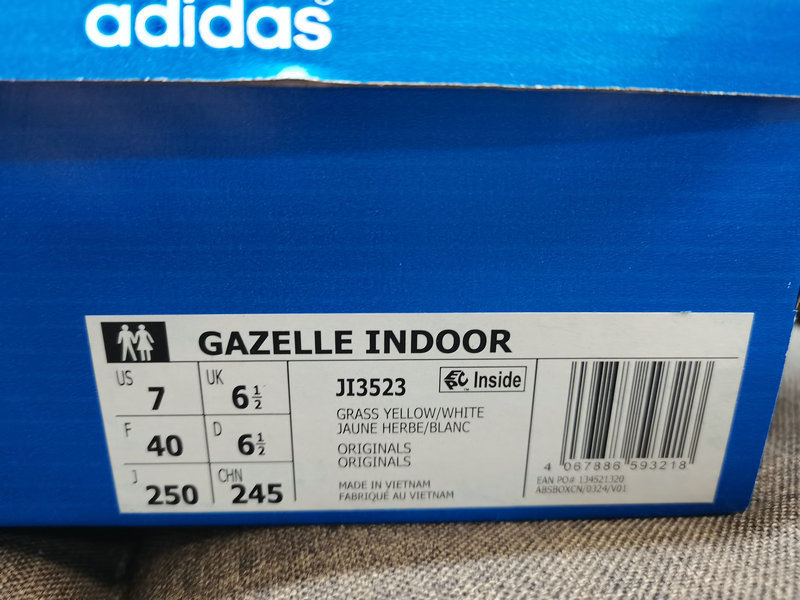 adidas
GAZELLE INDOOR
US 7 UK 6½
F 40 D 6½
J 250 CHN 245
JI3523
Inside
GRASS YELLOW/WHITE
JAUNE HERBE/BLANC
ORIGINALS
ORIGINALS
MADE IN VIETNAM
FABRIQUÉ AU VIETNAM
4 067886 593218
EAN PO# 134521320
ABSBOXCN/0324/V01